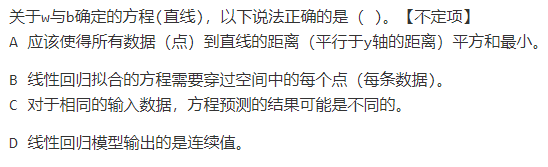 关于w与b确定的方程(直线)，以下说法正确的是（ ）。【不定项】
A 应该使得所有数据（点）到直线的距离（平行于y轴的距离）平方和最小。
B 线性回归拟合的方程需要穿过空间中的每个点（每条数据)。
C 对于相同的输入数据，方程预测的结果可能是不同的。
D 线性回归模型输出的是连续值。